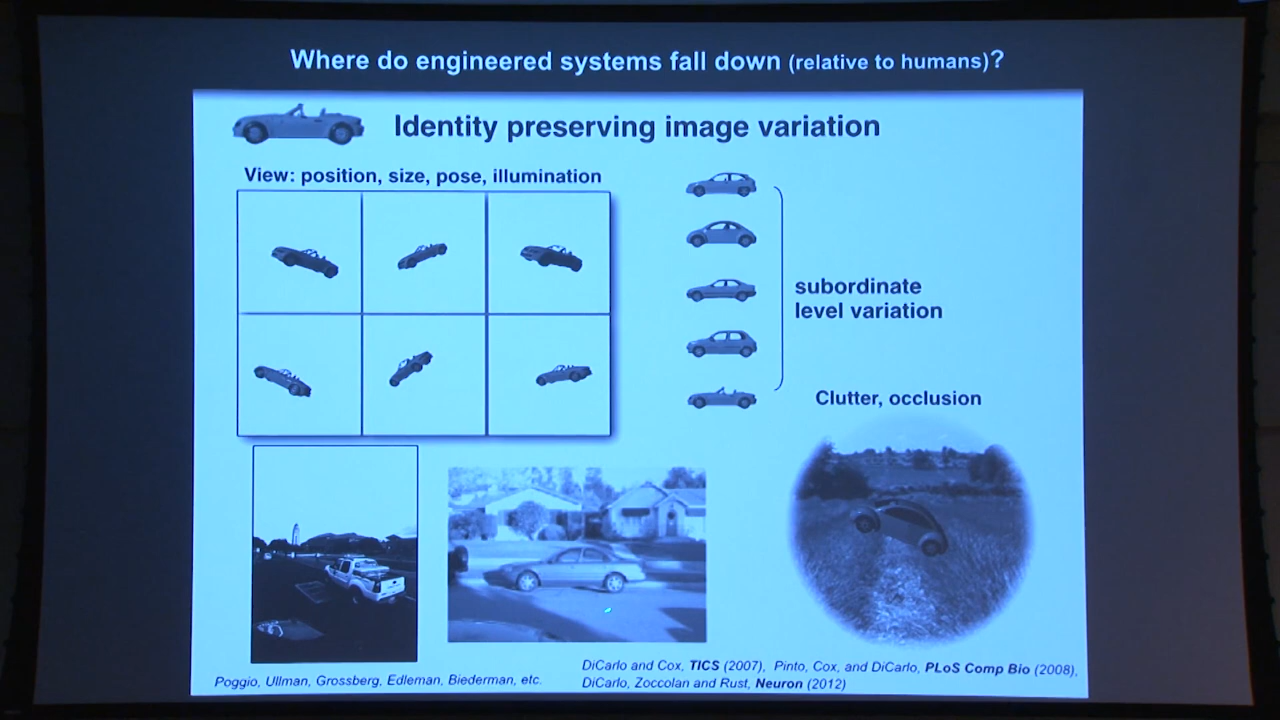 Where do engineered systems fall down (relative to humans)?
Identity preserving image variation
View: position, size, pose, illumination
subordinate
level variation
Clutter, occlusion
Poggio, Ullman, Grossberg, Edleman, Biederman, etc.
DiCarlo and Cox, TICS (2007), Pinto, Cox, and DiCarlo, PLoS Comp Bio (2008),
DiCarlo, Zoccolan and Rust, Neuron (2012)